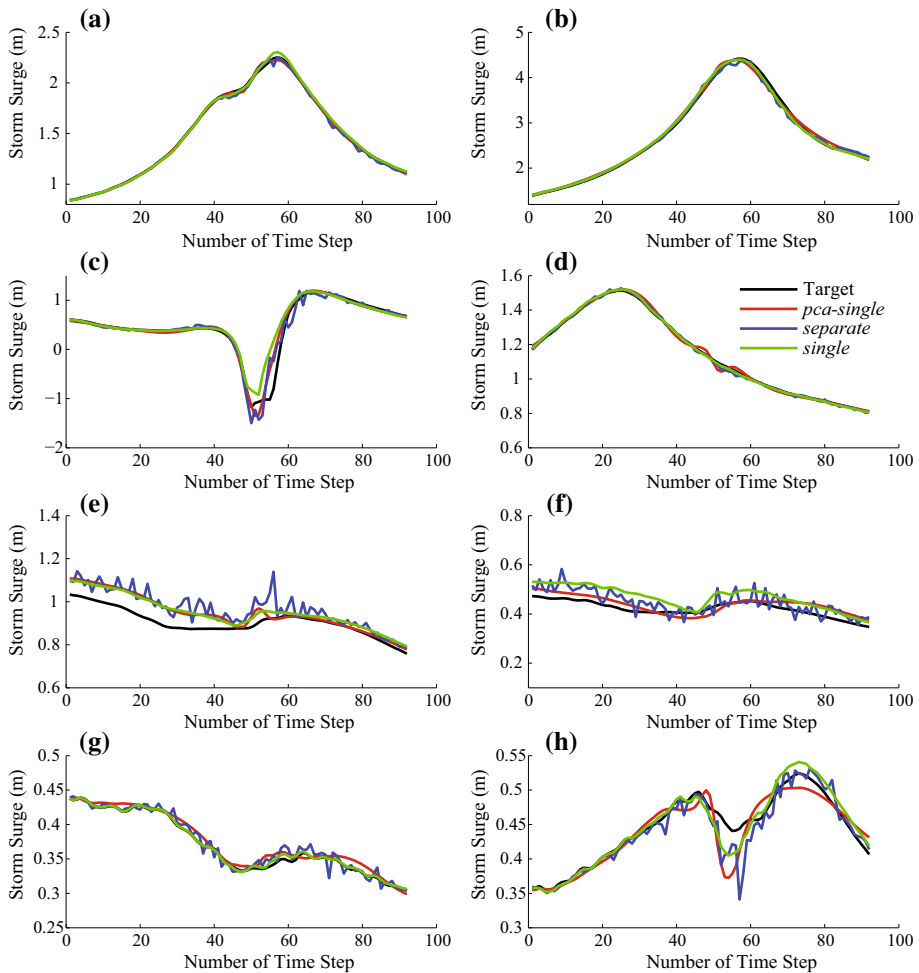 (a)
Storm Surge (m)
2.5
2
1.5
1
0 20 40 60 80 100
Number of Time Step
(b)
Storm Surge (m)
5
4
3
2
0 20 40 60 80 100
Number of Time Step
(c)
Storm Surge (m)
1
0
−1
−2
0 20 40 60 80 100
Number of Time Step
(d)
Storm Surge (m)
1.6
1.4
1.2
1
0.8
0.6
0 20 40 60 80 100
Number of Time Step
Target
pca-single
separate
single
(e)
Storm Surge (m)
1.4
1.2
1
0.8
0.6
0 20 40 60 80 100
Number of Time Step
(f)
Storm Surge (m)
0.8
0.6
0.4
0.2
0 20 40 60 80 100
Number of Time Step
(g)
Storm Surge (m)
0.5
0.45
0.4
0.35
0.3
0.25
0 20 40 60 80 100
Number of Time Step
(h)
Storm Surge (m)
0.55
0.5
0.45
0.4
0.35
0.3
0 20 40 60 80 100
Number of Time Step